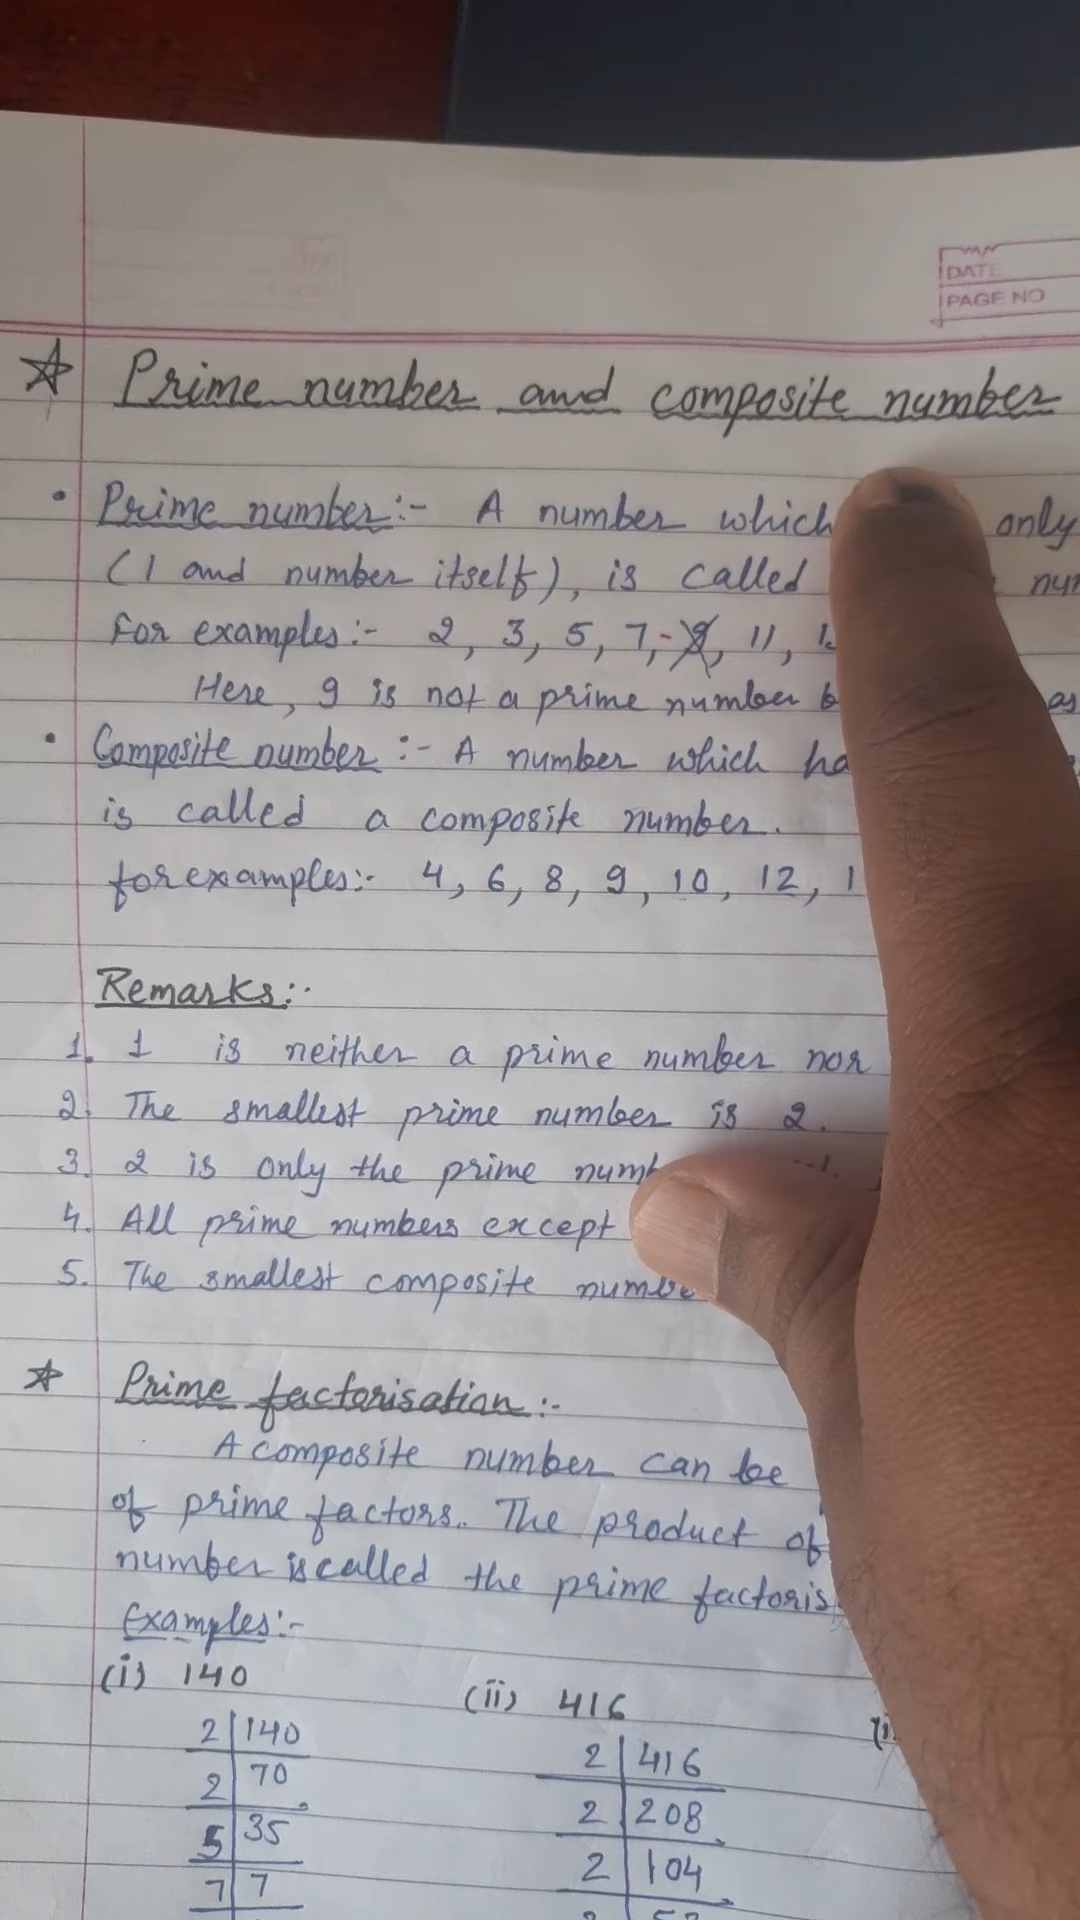 DATE
PAGE NO
Prime number and composite number
• Prime number:- A number which only
(1 and number itself), is called
For examples:- 2, 3, 5, 7, 9, 11,
Here, 9 is not a prime number as
• Composite number:- A number which
is called a composite number.
for examples:- 4, 6, 8, 9, 10, 12,
Remarks:-
1. 1 is neither a prime number nor
2. The smallest prime number is 2.
3. 2 is only the prime
4. All prime numbers except
5. The smallest composite
Prime factorisation:-
A composite number can be
of prime factors. The product of
number is called the prime
Examples:-
(i) 140
(ii) 416
2 140
2 70
5 35
7 7
2 416
2 208
2 104